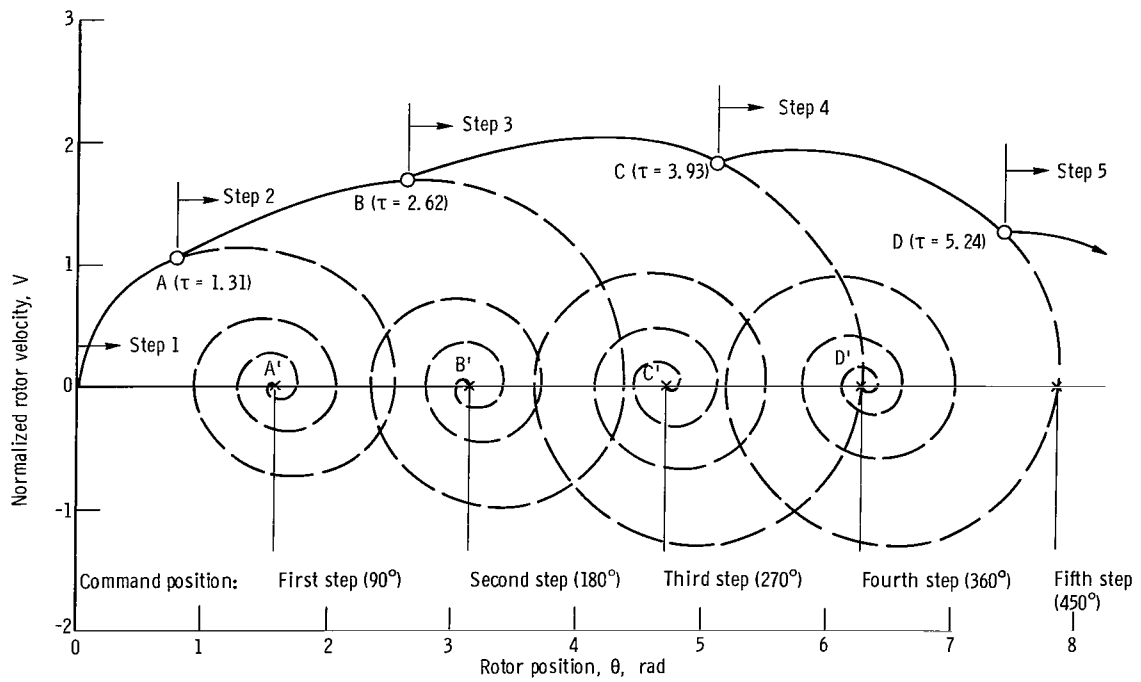 3
2
1
0
-1
-2
Normalized rotor velocity, V
Step 1
Step 2
Step 3
Step 4
Step 5
A (τ = 1.31)
B (τ = 2.62)
C (τ = 3.93)
D (τ = 5.24)
A'
B'
C'
D'
Command position:
First step (90°)
Second step (180°)
Third step (270°)
Fourth step (360°)
Fifth step
(450°)
0 1 2 3 4 5 6 7 8
Rotor position, θ, rad